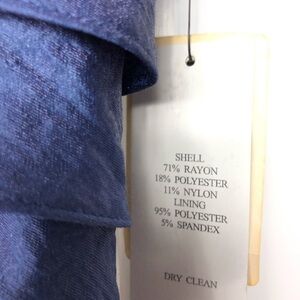 SHELL
71% RAYON
18% POLYESTER
11% NYLON
LINING
95% POLYESTER
5% SPANDEX
DRY CLEAN